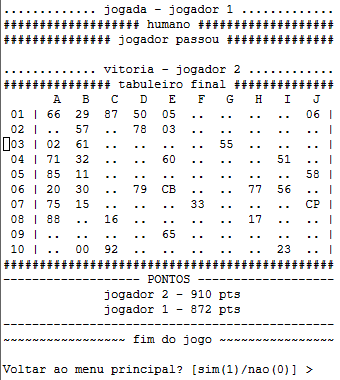 ............. jogada - jogador 1 .............
################### humano ###################
############### jogador passou ###############
.............. vitoria - jogador 2 .............
################ tabuleiro final ################
A B C D E F G H I J
01 | 66 29 87 50 05 .. .. .. .. 06 |
02 | .. 57 .. 78 03 .. .. .. .. .. |
03 | 02 61 .. .. .. .. 55 .. .. .. |
04 | 71 32 .. .. 60 .. .. .. 51 .. |
05 | 85 11 .. .. .. .. .. .. .. 58 |
06 | 20 30 .. 79 CB .. .. 77 56 .. |
07 | 75 15 .. .. .. 33 .. .. .. CP |
08 | 88 .. 16 .. .. .. .. 17 .. .. |
09 | .. .. .. .. 65 .. .. .. .. .. |
10 | .. 00 92 .. .. .. .. .. 23 .. |
###############################################
-------------------- PONTOS --------------------
jogador 2 - 910 pts
jogador 1 - 872 pts
-----------------------------------------------
~~~~~~~~~~~~~~~~~ fim do jogo ~~~~~~~~~~~~~~~~
Voltar ao menu principal? [sim(1)/nao(0)] >